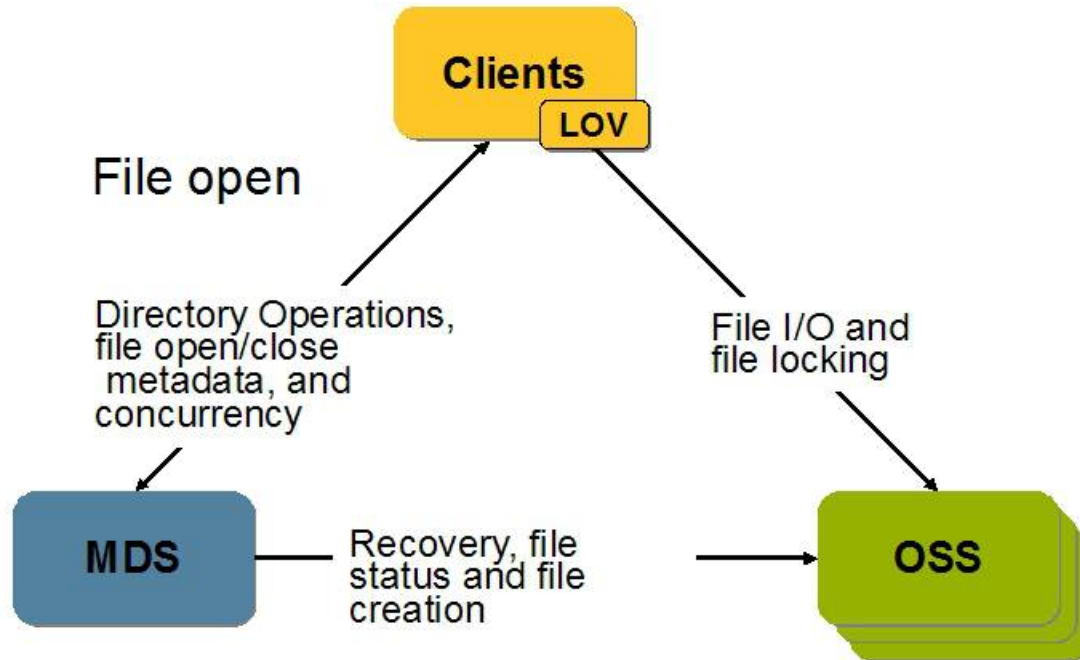 Clients
LOV
File open
Directory Operations,
file open/close
metadata, and
concurrency
File I/O and
file locking
MDS
Recovery, file
status and file
creation
OSS